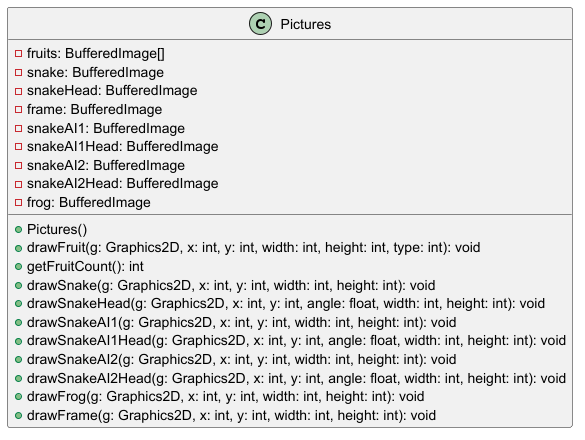 C Pictures
fruits: BufferedImage[]
snake: BufferedImage
snakeHead: BufferedImage
frame: BufferedImage
snakeAI1: BufferedImage
snakeAI1Head: BufferedImage
snakeAI2: BufferedImage
snakeAI2Head: BufferedImage
frog: BufferedImage
Pictures()
drawFruit(g: Graphics2D, x: int, y: int, width: int, height: int, type: int): void
getFruitCount(): int
drawSnake(g: Graphics2D, x: int, y: int, width: int, height: int): void
drawSnakeHead(g: Graphics2D, x: int, y: int, angle: float, width: int, height: int): void
drawSnakeAI1(g: Graphics2D, x: int, y: int, width: int, height: int): void
drawSnakeAI1Head(g: Graphics2D, x: int, y: int, angle: float, width: int, height: int): void
drawSnakeAI2(g: Graphics2D, x: int, y: int, width: int, height: int): void
drawSnakeAI2Head(g: Graphics2D, x: int, y: int, angle: float, width: int, height: int): void
drawFrog(g: Graphics2D, x: int, y: int, width: int, height: int): void
drawFrame(g: Graphics2D, x: int, y: int, width: int, height: int): void